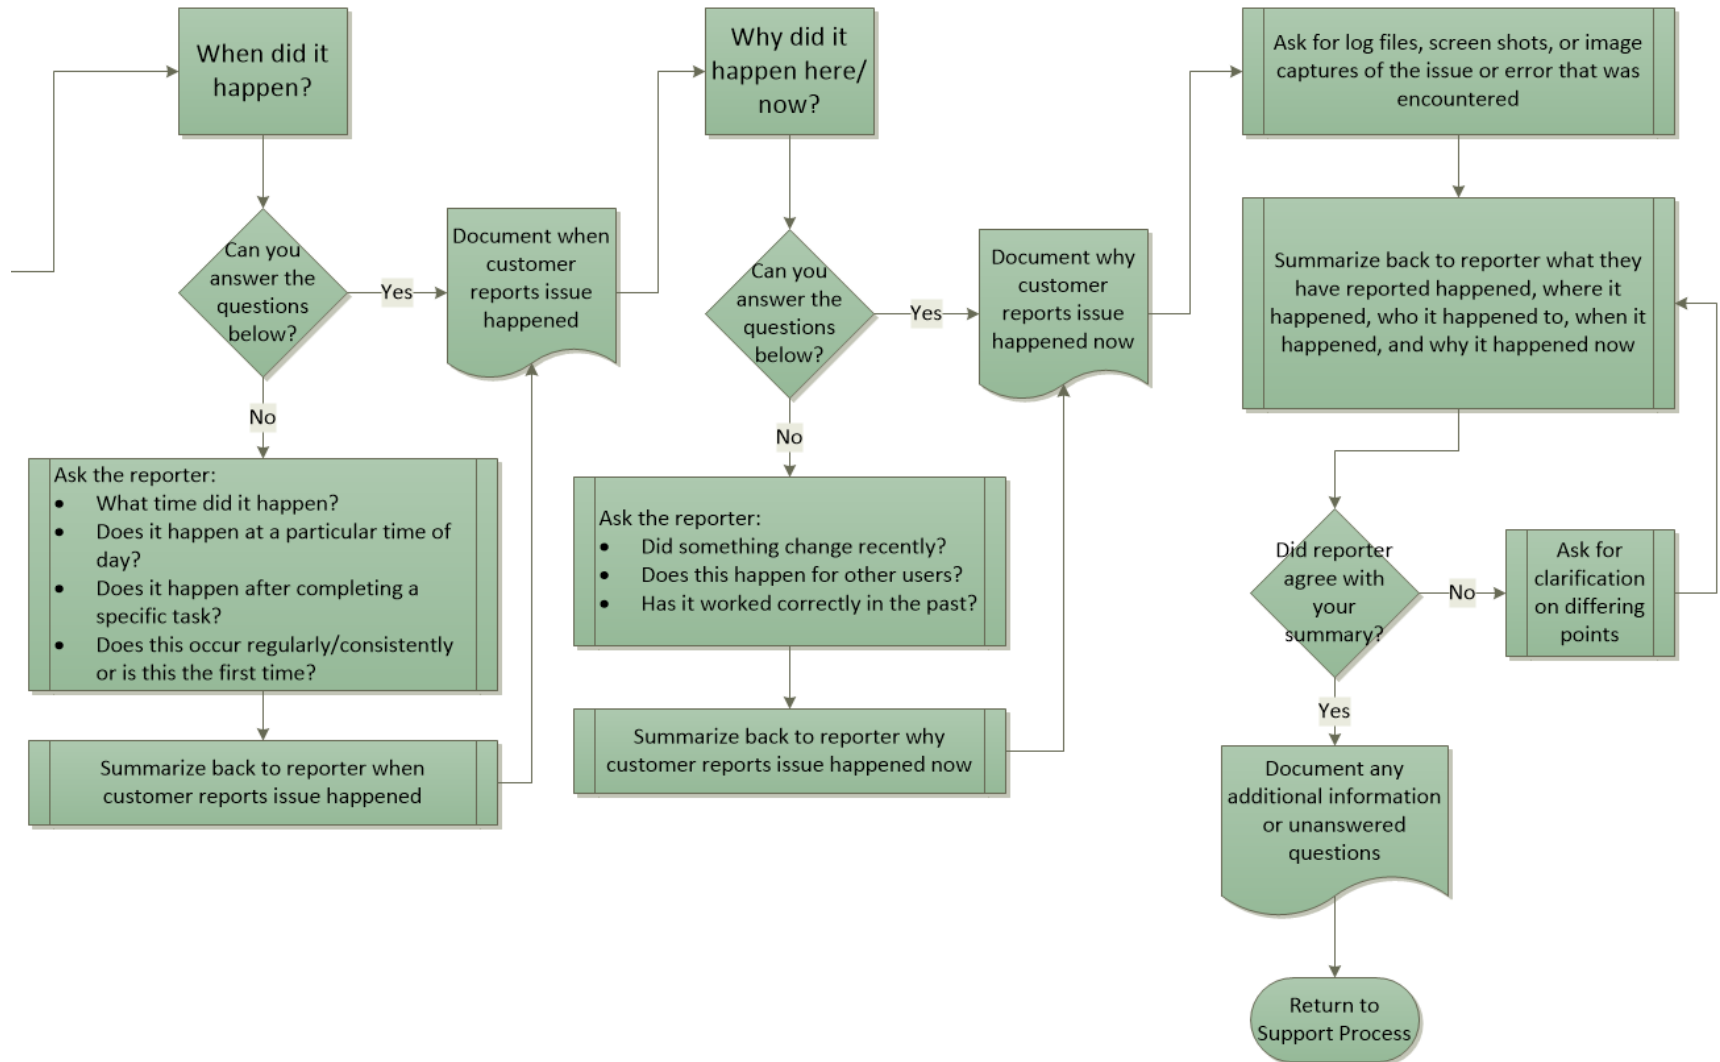 When did it
happen?
Can you
answer the
questions
below?
Yes
Document when
customer
reports issue
happened
No
Ask the reporter:
• What time did it happen?
• Does it happen at a particular time of
day?
• Does it happen after completing a
specific task?
• Does this occur regularly/consistently
or is this the first time?
Summarize back to reporter when
customer reports issue happened
Why did it
happen here/
now?
Can you
answer the
questions
below?
Yes
Document why
customer
reports issue
happened now
No
Ask the reporter:
• Did something change recently?
• Does this happen for other users?
• Has it worked correctly in the past?
Summarize back to reporter why
customer reports issue happened now
Ask for log files, screen shots, or image
captures of the issue or error that was
encountered
Summarize back to reporter what they
have reported happened, where it
happened, who it happened to, when it
happened, and why it happened now
Did reporter
agree with
your
summary?
No
Ask for
clarification
on differing
points
Yes
Document any
additional information
or unanswered
questions
Return to
Support Process